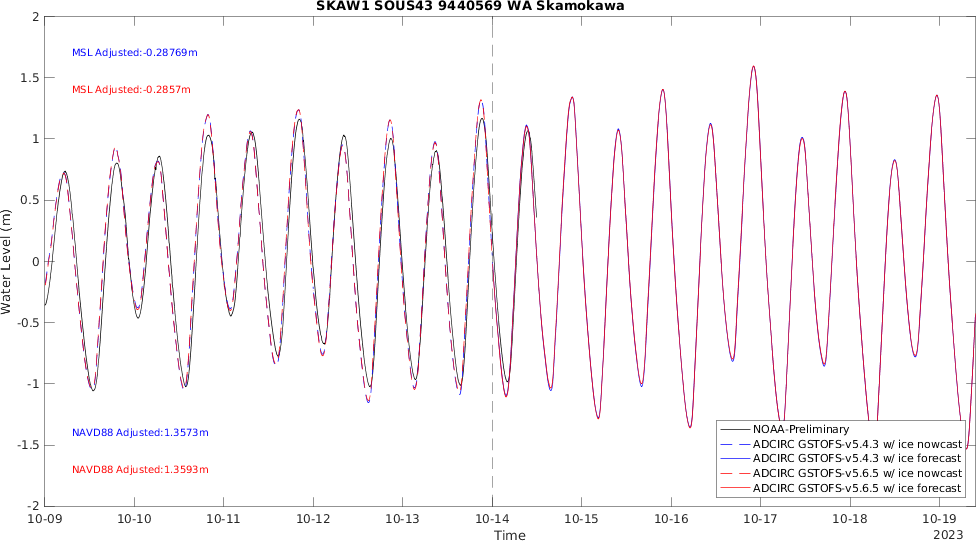 SKAW1 SOUS43 9440569 WA Skamokawa
2
1.5
1
0.5
0
-0.5
-1
-1.5
-2
Water Level (m)
MSL Adjusted:-0.28769m
MSL Adjusted:-0.2857m
NAVD88 Adjusted:1.3573m
NAVD88 Adjusted:1.3593m
NOAA-Preliminary
ADCIRC GSTOFS-v5.4.3 w/ ice nowcast
ADCIRC GSTOFS-v5.4.3 w/ ice forecast
ADCIRC GSTOFS-v5.6.5 w/ ice nowcast
ADCIRC GSTOFS-v5.6.5 w/ ice forecast
10-09 10-10 10-11 10-12 10-13 10-14 10-15 10-16 10-17 10-18 10-19
2023
Time